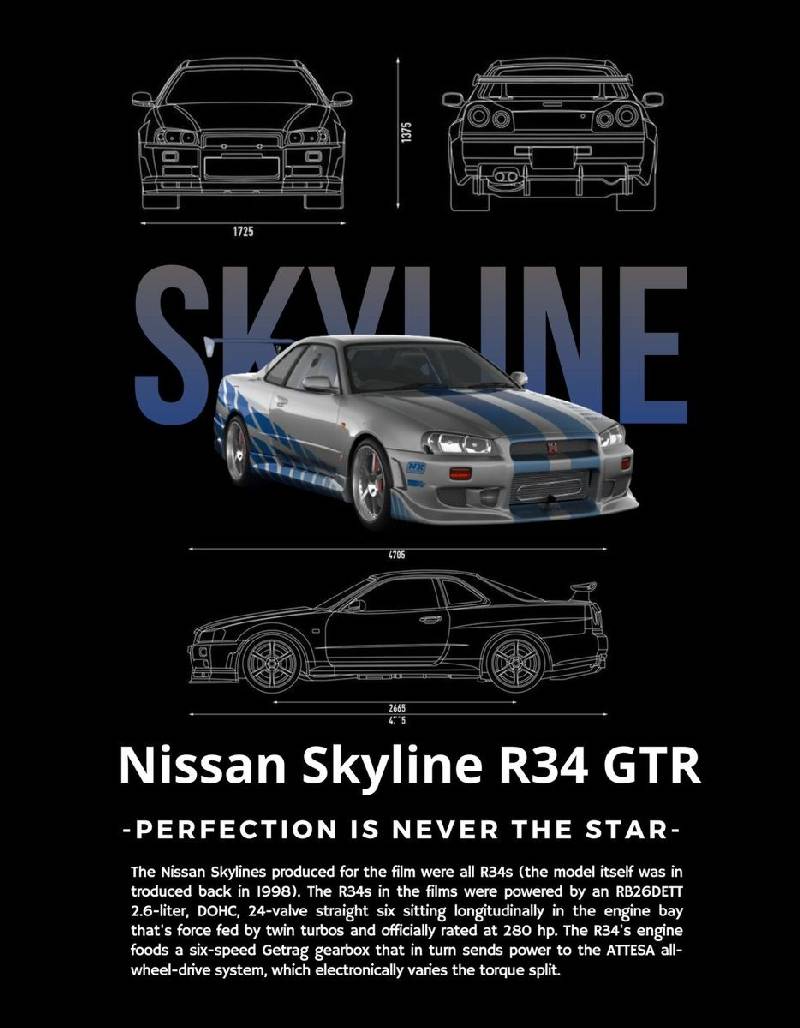 1375
1725
SKYLINE
4705
2665
Nissan Skyline R34 GTR
-PERFECTION IS NEVER THE STAR-
The Nissan Skylines produced for the film were all R34s (the model itself was in
troduced back in 1998). The R34s in the films were powered by an RB26DETT
2.6-liter, DOHC, 24-valve straight six sitting longitudinally in the engine bay
that's force fed by twin turbos and officially rated at 280 hp. The R34's engine
foods a six-speed Getrag gearbox that in turn sends power to the ATTESA all-
wheel-drive system, which electronically varies the torque split.